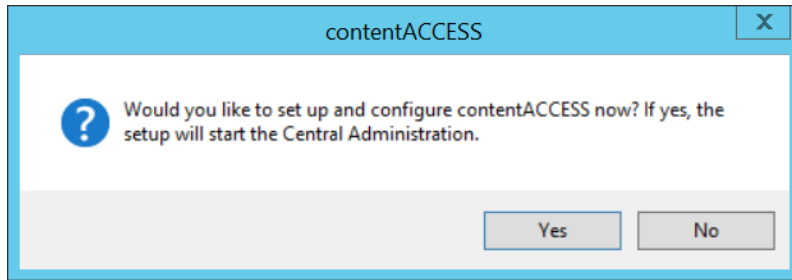 contentACCESS
X
Would you like to set up and configure contentACCESS now? If yes, the
setup will start the Central Administration.
Yes
No